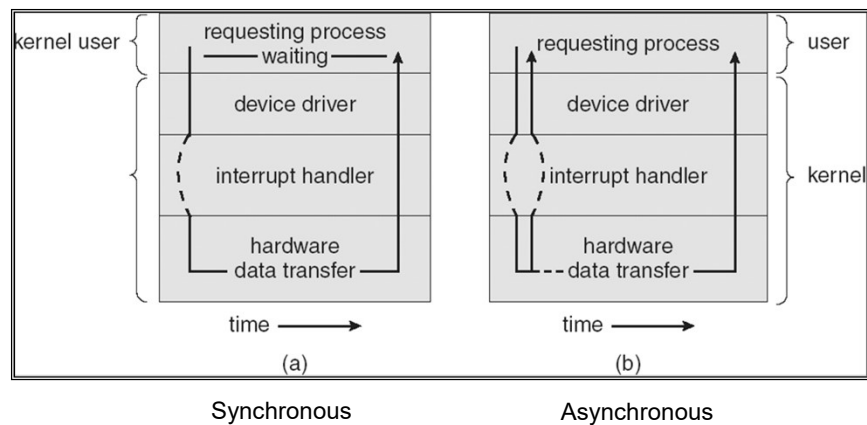 kernel user
requesting process
waiting
device driver
interrupt handler
hardware
data transfer
time
(a)
requesting process
user
device driver
interrupt handler
kernel
hardware
data transfer
time
(b)
Synchronous
Asynchronous